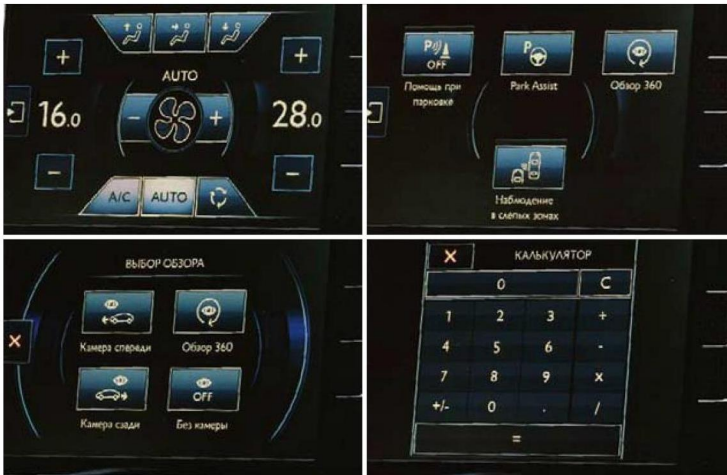 AUTO
16.0
28.0
A/C AUTO
P OFF
P
Помощь при
парковке
Park Assist
Обзор 360
Наблюдение
в слепых зонах
ВЫБОР ОБЗОРА
Камера спереди
Обзор 360
OFF
Камера сзади
Без камеры
КАЛЬКУЛЯТОР
0 C
1 2 3 +
4 5 6 -
7 8 9 x
+/- 0 . /
=